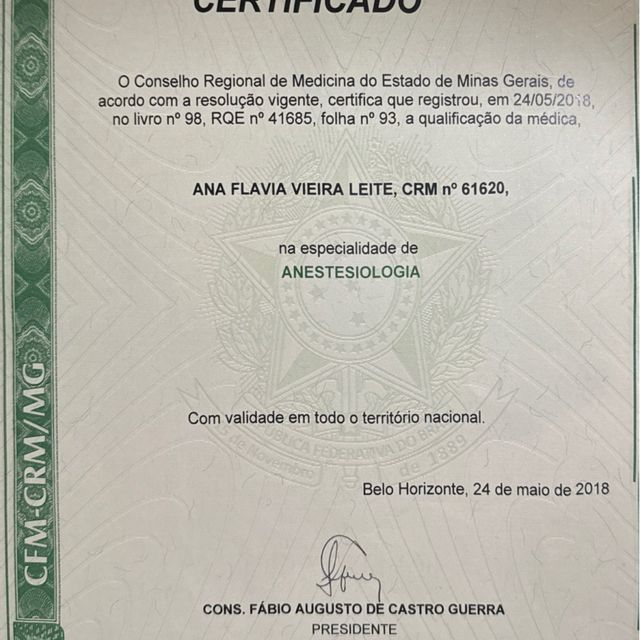 CERTIFICADO
O Conselho Regional de Medicina do Estado de Minas Gerais, de
acordo com a resolução vigente, certifica que registrou, em 24/05/2018,
no livro nº 98, RQE nº 41685, folha nº 93, a qualificação da médica,
ANA FLAVIA VIEIRA LEITE, CRM nº 61620,
na especialidade de
ANESTESIOLOGIA
Com validade em todo o território nacional.
Belo Horizonte, 24 de maio de 2018
CONS. FÁBIO AUGUSTO DE CASTRO GUERRA
PRESIDENTE
CFM-CRM/MG